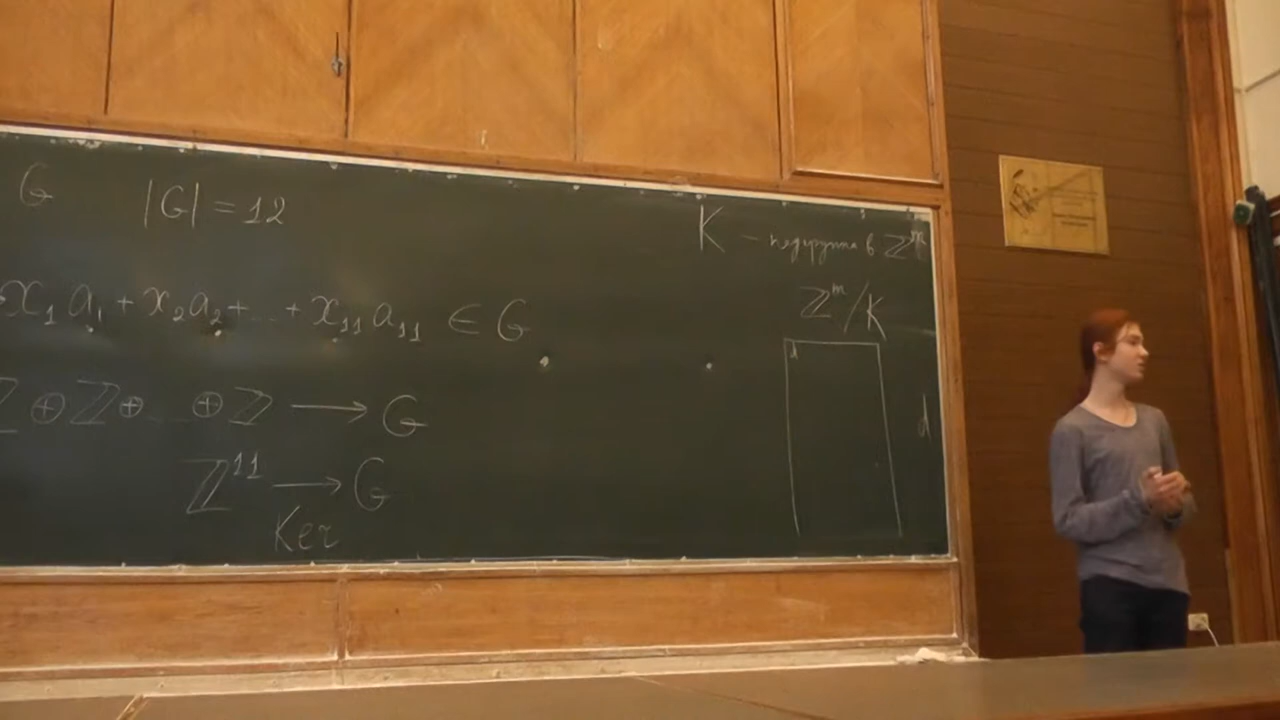 G |G| = 12
x₁a₁ + x₂a₂ + ... + x₁₁a₁₁ ∈ G
ℤ ⊕ ℤ ⊕ ... ⊕ ℤ → G
ℤ¹¹ → G
Ker
K – подгруппа в ℤᵐ
ℤᵐ/K
d
d